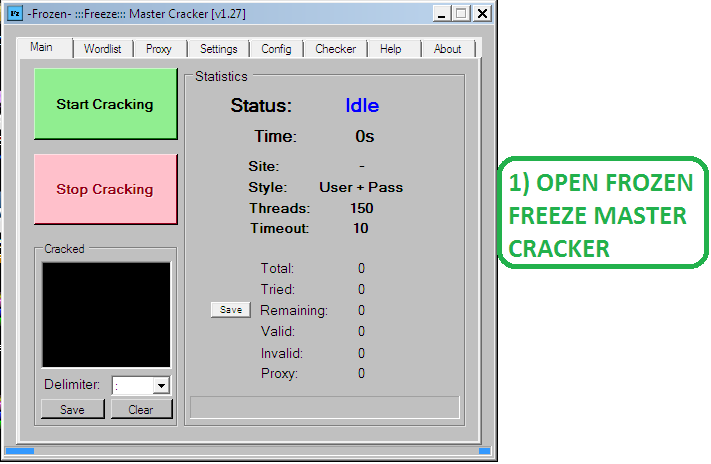 Fz -Frozen- :::Freeze::: Master Cracker [v1.27]
Main Wordlist Proxy Settings Config Checker Help About
Start Cracking
Stop Cracking
Cracked
Delimiter: :
Save Clear
Statistics
Status: Idle
Time: 0s
Site: -
Style: User + Pass
Threads: 150
Timeout: 10
Total: 0
Tried: 0
Save Remaining: 0
Valid: 0
Invalid: 0
Proxy: 0
1) OPEN FROZEN
FREEZE MASTER
CRACKER